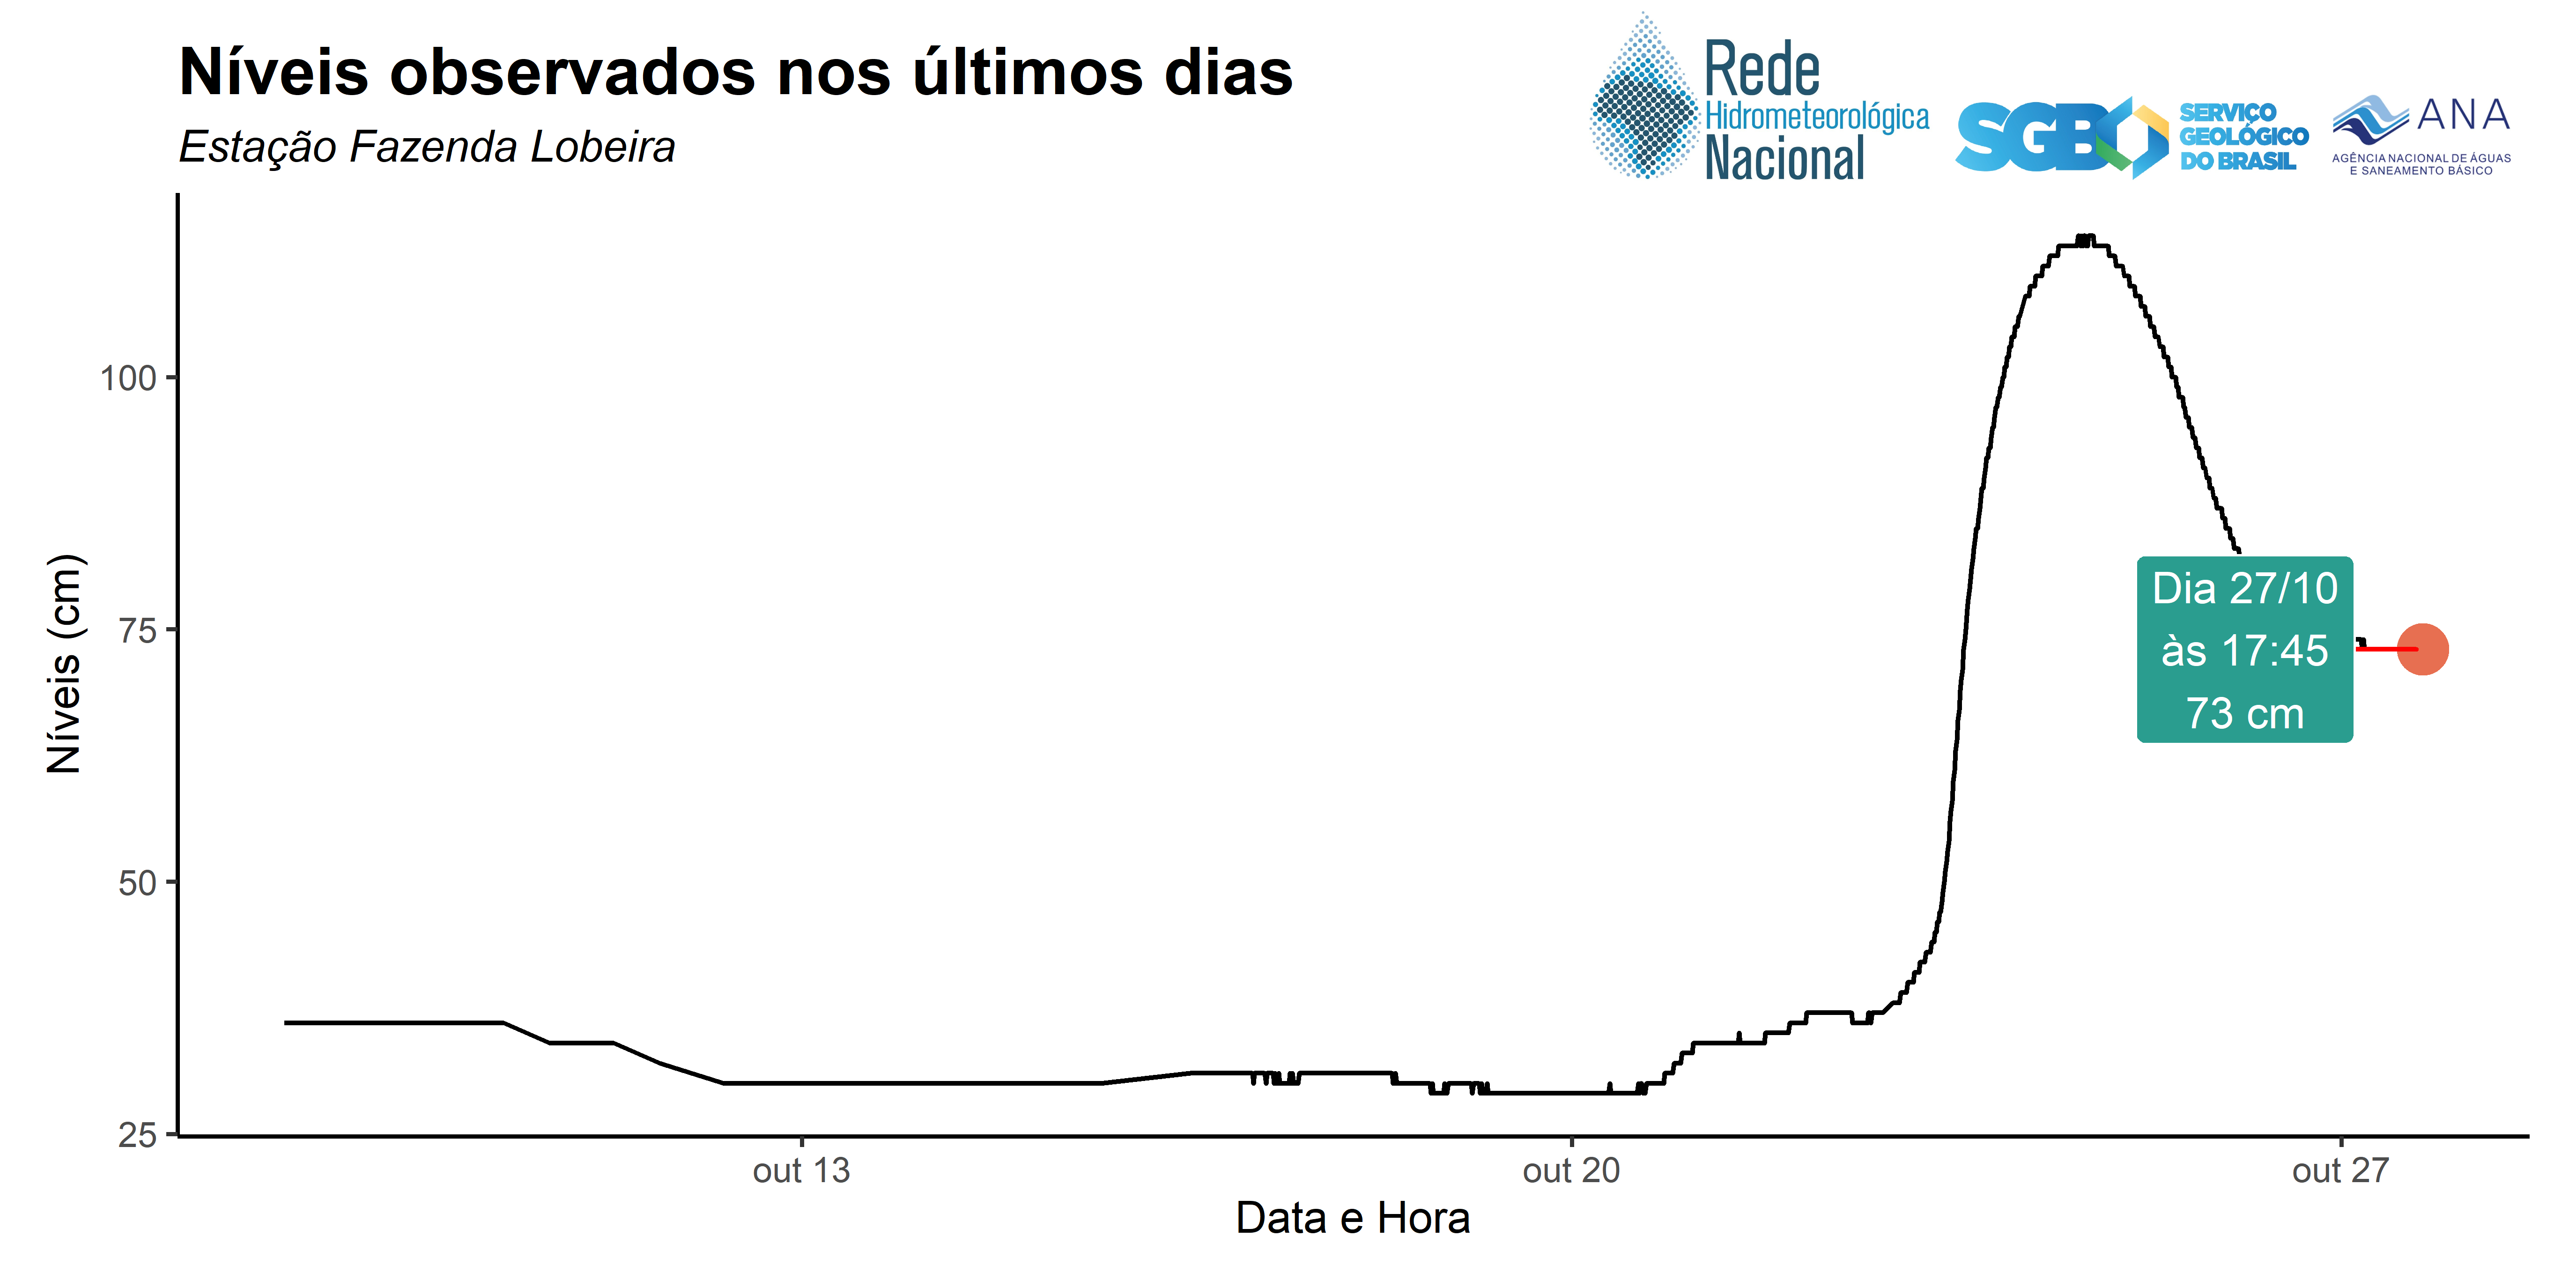 Níveis observados nos últimos dias
Estação Fazenda Lobeira
Rede
Hidrometeorológica
Nacional
SGB
SERVIÇO
GEOLÓGICO
DO BRASIL
ANA
AGÊNCIA NACIONAL DE ÁGUAS
E SANEAMENTO BÁSICO
Níveis (cm)
100
75
50
25
Dia 27/10
às 17:45
73 cm
out 13
out 20
out 27
Data e Hora